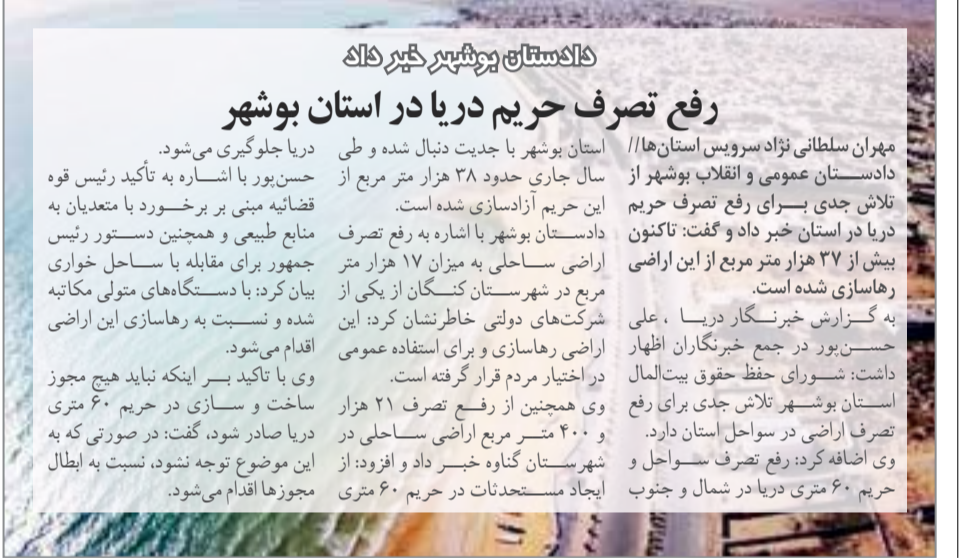 دادستان بوشهر خبر داد
رفع تصرف حریم دریا در استان بوشهر
مهران سلطانی نژاد سرویس استان‌ها//
دادستان عمومی و انقلاب بوشهر از
تلاش جدی برای رفع تصرف حریم
دریا در استان خبر داد و گفت: تاکنون
بیش از ۳۷ هزار متر مربع از این اراضی
رهاسازی شده است.
به گزارش خبرنگار دریا ، علی
حسن‌پور در جمع خبرنگاران اظهار
داشت: شورای حفظ حقوق بیت‌المال
استان بوشهر تلاش جدی برای رفع
تصرف اراضی در سواحل استان دارد.
وی اضافه کرد: رفع تصرف سواحل و
حریم ۶۰ متری دریا در شمال و جنوب
استان بوشهر با جدیت دنبال شده و طی
سال جاری حدود ۳۸ هزار متر مربع از
این حریم آزادسازی شده است.
دادستان بوشهر با اشاره به رفع تصرف
اراضی ساحلی به میزان ۱۷ هزار متر
مربع در شهرستان کنگان از یکی از
شرکت‌های دولتی خاطرنشان کرد: این
اراضی رهاسازی و برای استفاده عمومی
در اختیار مردم قرار گرفته است.
وی همچنین از رفع تصرف ۲۱ هزار
و ۴۰۰ متر مربع اراضی ساحلی در
شهرستان گناوه خبر داد و افزود: از
ایجاد مستحدثات در حریم ۶۰ متری
دریا جلوگیری می‌شود.
حسن‌پور با اشاره به تأکید رئیس قوه
قضائیه مبنی بر برخورد با متعدیان به
منابع طبیعی و همچنین دستور رئیس
جمهور برای مقابله با ساحل خواری
بیان کرد: با دستگاه‌های متولی مکاتبه
شده و نسبت به رهاسازی این اراضی
اقدام می‌شود.
وی با تاکید بر اینکه نباید هیچ مجوز
ساخت و سازی در حریم ۶۰ متری
دریا صادر شود، گفت: در صورتی که به
این موضوع توجه نشود، نسبت به ابطال
مجوزها اقدام می‌شود.